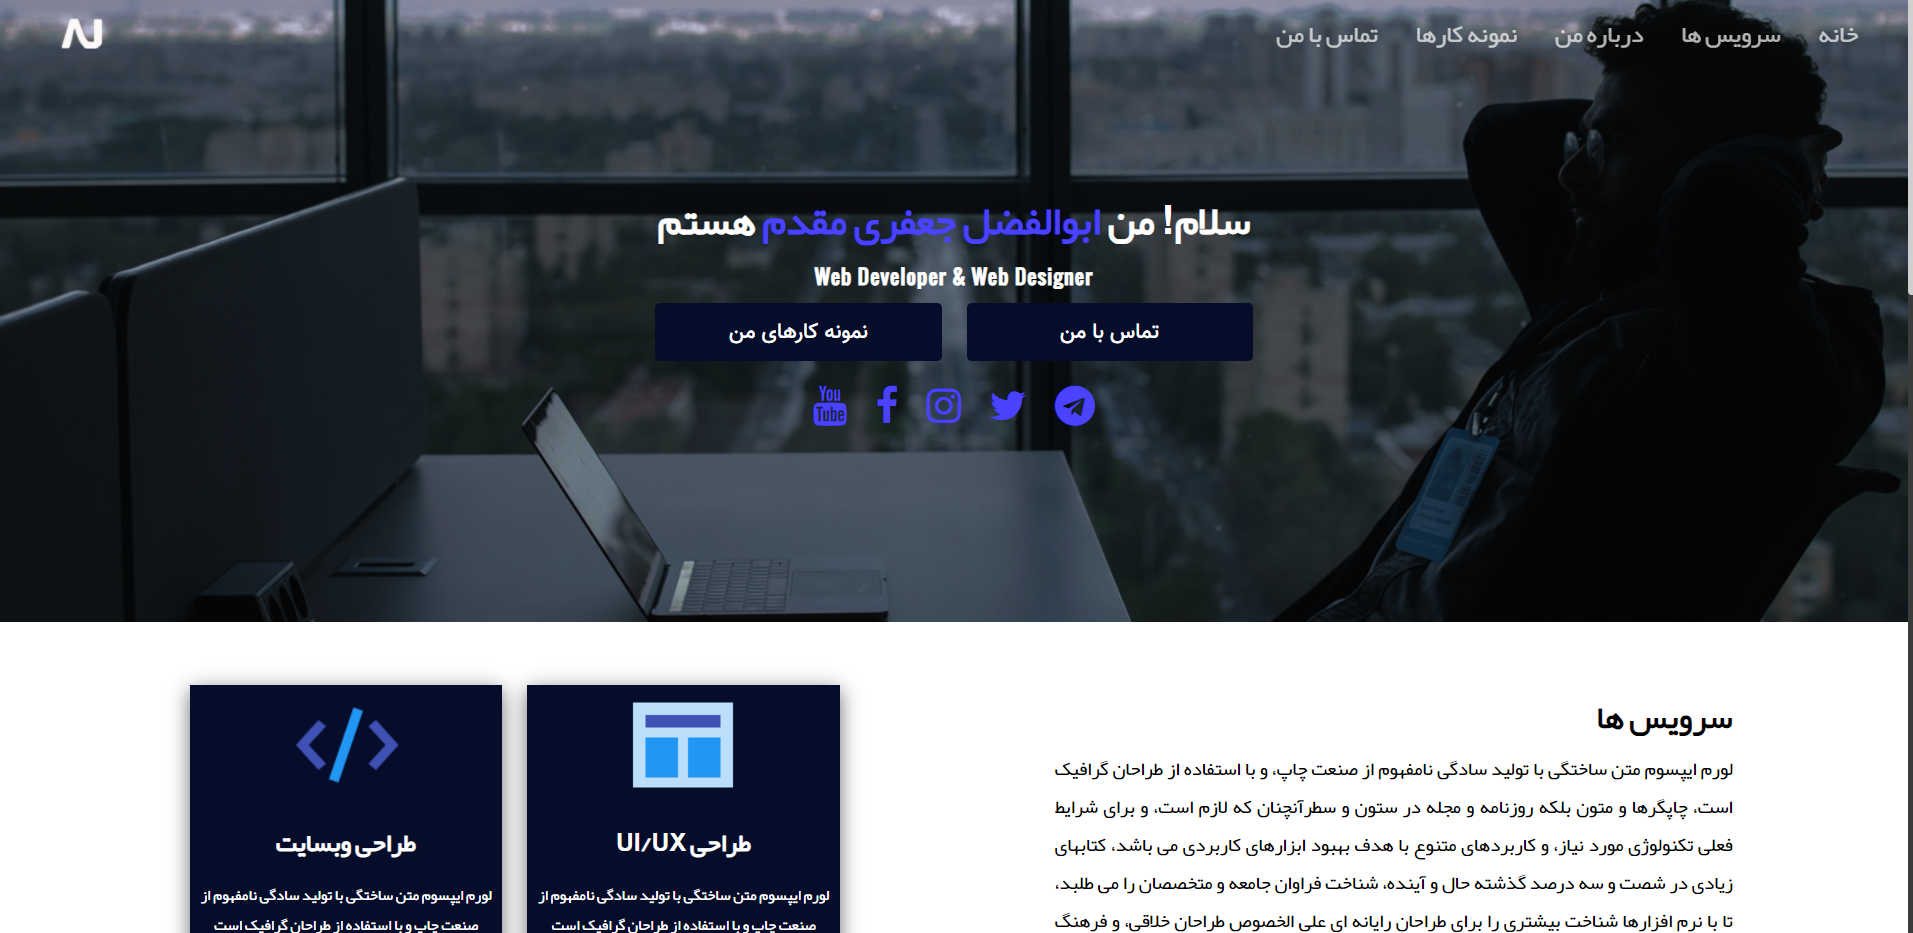 خانه
سرویس ها
درباره من
نمونه کارها
تماس با من
AJ
سلام! من ابوالفضل جعفری مقدم هستم
Web Developer & Web Designer
تماس با من
نمونه کارهای من
You
Tube
سرویس ها
لورم ایپسوم متن ساختگی با تولید سادگی نامفهوم از صنعت چاپ، و با استفاده از طراحان گرافیک
است، چاپگرها و متون بلکه روزنامه و مجله در ستون و سطرآنچنان که لازم است، و برای شرایط
فعلی تکنولوژی مورد نیاز، و کاربردهای متنوع با هدف بهبود ابزارهای کاربردی می باشد، کتابهای
زیادی در شصت و سه درصد گذشته حال و آینده، شناخت فراوان جامعه و متخصصان را می طلبد،
تا با نرم افزارها شناخت بیشتری را برای طراحان رایانه ای علی الخصوص طراحان خلاقی، و فرهنگ
طراحی UI/UX
لورم ایپسوم متن ساختگی با تولید سادگی نامفهوم از
صنعت چاپ و با استفاده از طراحان گرافیک است
طراحی وبسایت
لورم ایپسوم متن ساختگی با تولید سادگی نامفهوم از
صنعت چاپ و با استفاده از طراحان گرافیک است